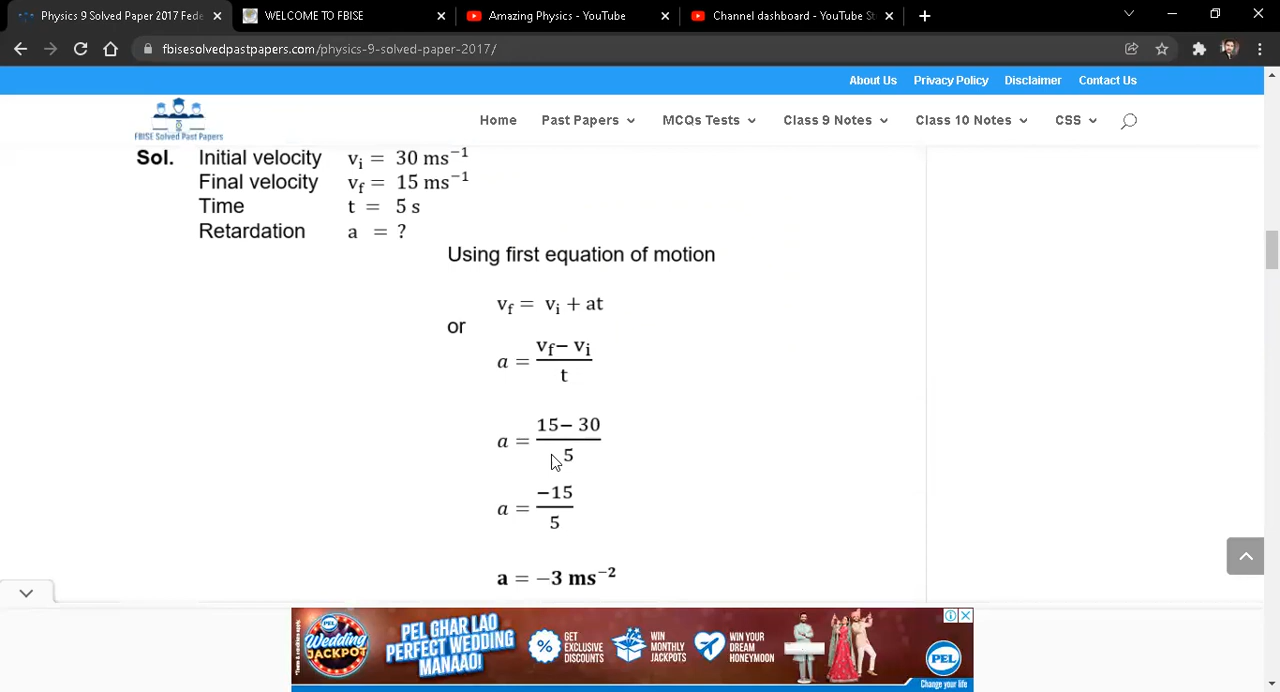 Physics 9 Solved Paper 2017 Fede
WELCOME TO FBISE
Amazing Physics - YouTube
Channel dashboard - YouTube St
fbisesolvedpastpapers.com/physics-9-solved-paper-2017/
About Us Privacy Policy Disclaimer Contact Us
FBISE Solved Past Papers
Home Past Papers MCQs Tests Class 9 Notes Class 10 Notes CSS
Sol. Initial velocity vᵢ = 30 ms⁻¹
Final velocity v_f = 15 ms⁻¹
Time t = 5 s
Retardation a = ?
Using first equation of motion
v_f = vᵢ + at
or
a = (v_f − vᵢ) / t
a = (15 − 30) / 5
a = −15 / 5
a = −3 ms⁻²
PEL Wedding JACKPOT
PEL GHAR LAO
PERFECT WEDDING
MANAAO!
% GET EXCLUSIVE DISCOUNTS
WIN MONTHLY JACKPOTS
WIN YOUR DREAM HONEYMOON
PEL
Change your life